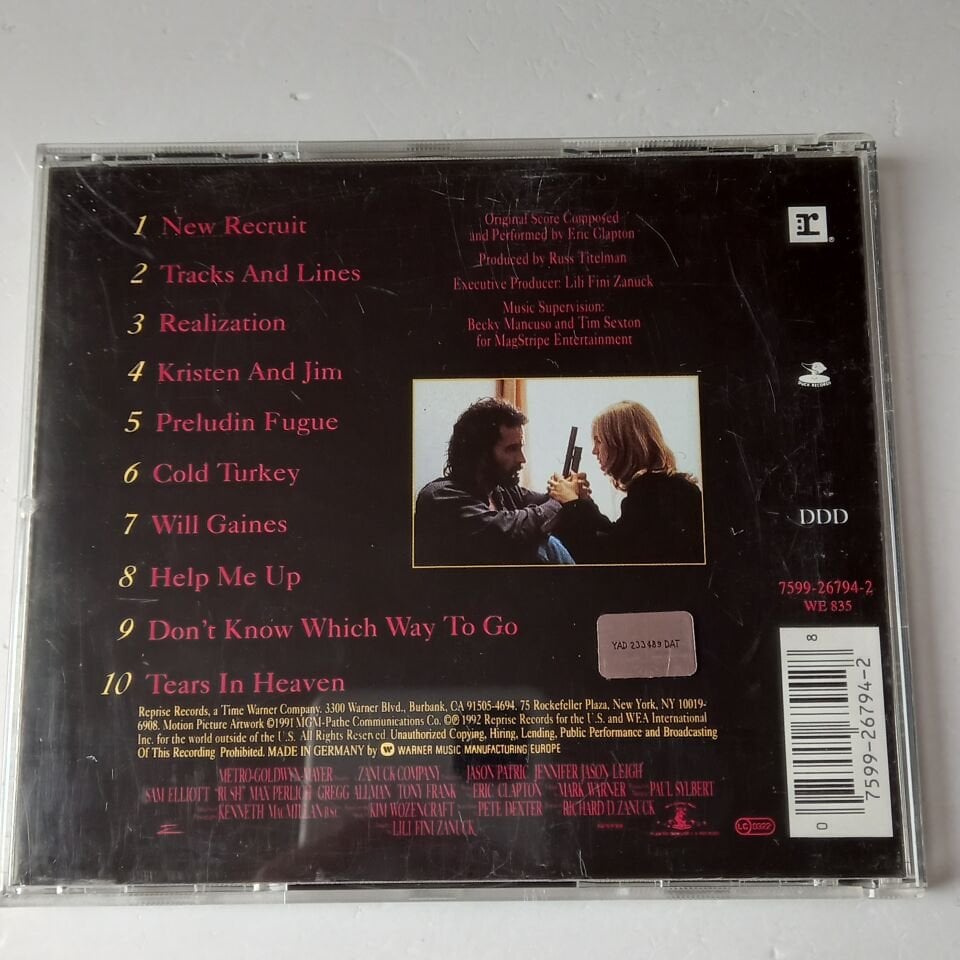 1 New Recruit
2 Tracks And Lines
3 Realization
4 Kristen And Jim
5 Preludin Fugue
6 Cold Turkey
7 Will Gaines
8 Help Me Up
9 Don't Know Which Way To Go
10 Tears In Heaven
Original Score Composed
and Performed by Eric Clapton
Produced by Russ Titelman
Executive Producer: Lili Fini Zanuck
Music Supervision:
Becky Mancuso and Tim Sexton
for MagStripe Entertainment
r®
DUCK RECORDS
DDD
7599-26794-2
WE 835
YAD 233489 DAT
Reprise Records, a Time Warner Company. 3300 Warner Blvd., Burbank, CA 91505-4694. 75 Rockefeller Plaza, New York, NY 10019-
6908. Motion Picture Artwork ©1991 MGM-Pathe Communications Co. ©℗ 1992 Reprise Records for the U.S. and WEA International
Inc. for the world outside of the U.S. All Rights Reserved. Unauthorized Copying, Hiring, Lending, Public Performance and Broadcasting
Of This Recording Prohibited. MADE IN GERMANY by WARNER MUSIC MANUFACTURING EUROPE
METRO-GOLDWYN-MAYER ZANUCK COMPANY JASON PATRIC JENNIFER JASON LEIGH
SAM ELLIOTT "RUSH" MAX PERLICH GREGG ALLMAN TONY FRANK ERIC CLAPTON MARK WARNER PAUL SYLBERT
KENNETH MacMILLAN BSC KIM WOZENCRAFT PETE DEXTER RICHARD D. ZANUCK
LILI FINI ZANUCK
LC 0322
0 7599-26794-2 8